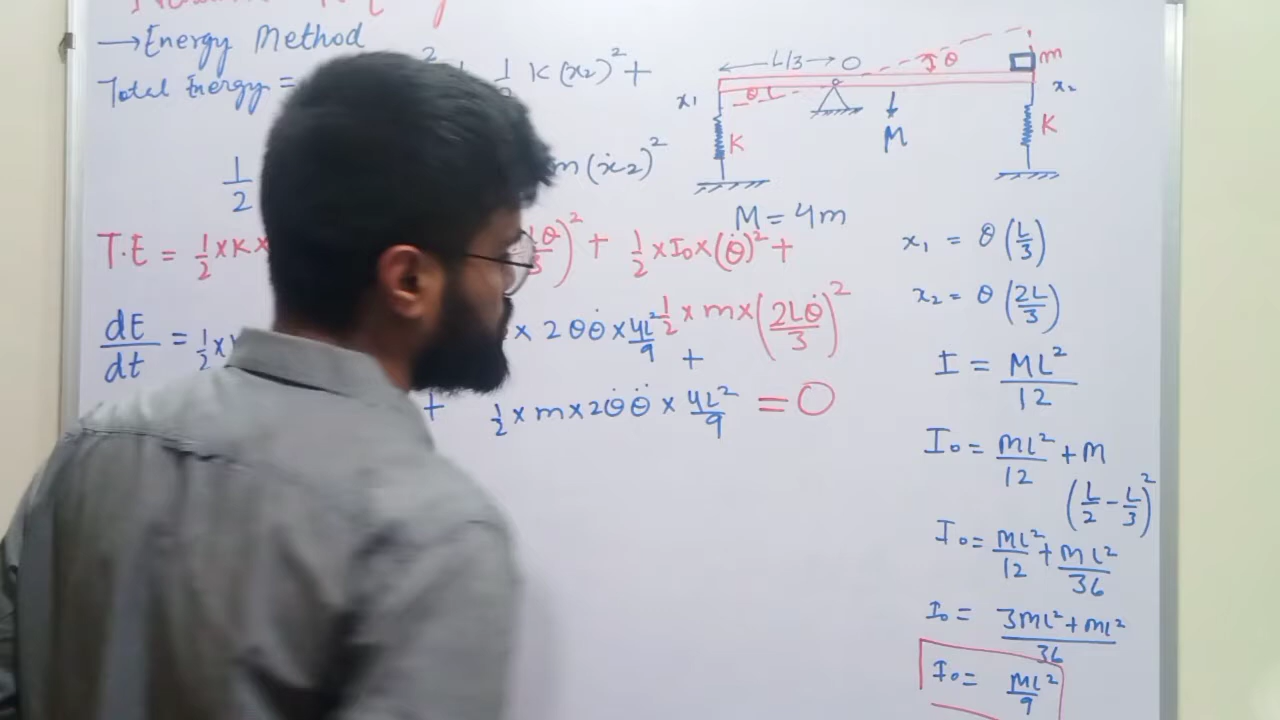 → Energy Method
Total Energy = 2 + 1/2 K(x2)² +
1/2 m(ẋ2)²
T.E = 1/2 × K × θ/3)² + 1/2 × I₀ × (θ̇)² +
1/2 × m × (2Lθ̇/3)²
dE/dt = 1/2 × × 2θθ̇ × 4L²/9 +
+ 1/2 × m × 2θ̇ θ̈ × 4L²/9 = 0
← L/3 → O
θ
m
x1
θ L
x2
K
M
K
M = 4m
x1 = θ (L/3)
x2 = θ (2L/3)
I = ML²/12
I₀ = ML²/12 + M
(L/2 - L/3)²
I₀ = ML²/12 + ML²/36
I₀ = 3ML² + ML²/36
I₀ = ML²/9